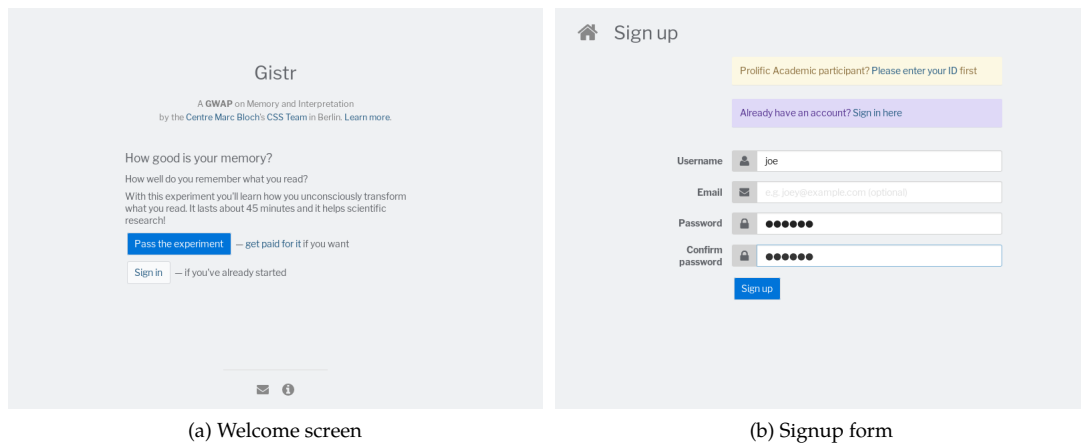 Gistr
A GWAP on Memory and Interpretation
by the Centre Marc Bloch's CSS Team in Berlin. Learn more.
How good is your memory?
How well do you remember what you read?
With this experiment you'll learn how you unconsciously transform
what you read. It lasts about 45 minutes and it helps scientific
research!
Pass the experiment — get paid for it if you want
Sign in — if you've already started
(a) Welcome screen
Sign up
Prolific Academic participant? Please enter your ID first
Already have an account? Sign in here
Username joe
Email e.g. joey@example.com (optional)
Password ●●●●●●
Confirm
password ●●●●●●
Sign up
(b) Signup form